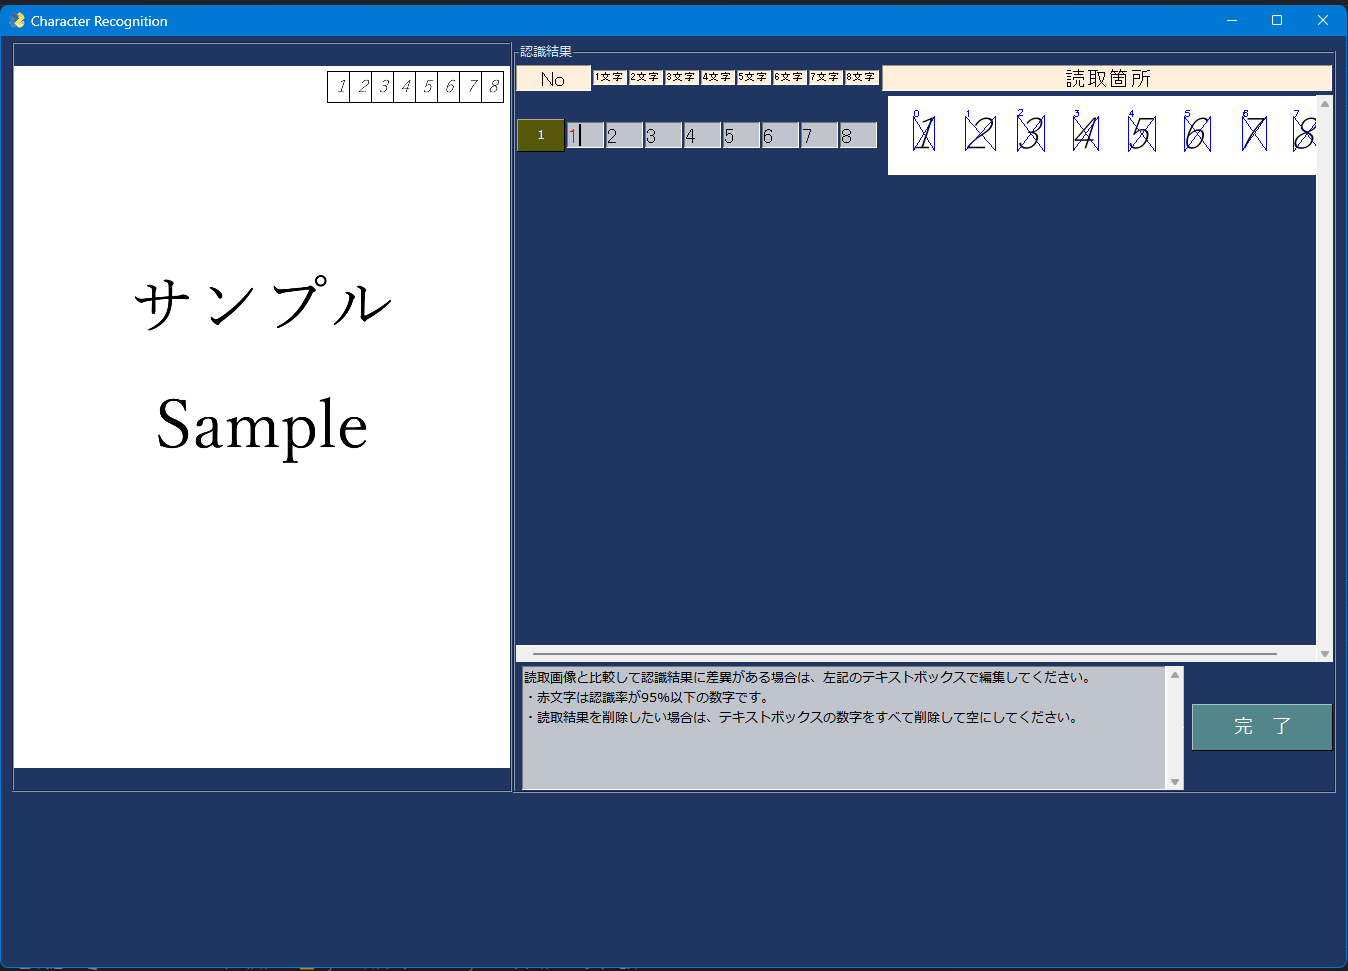 Character Recognition
1 2 3 4 5 6 7 8
サンプル
Sample
認識結果
No 1文字 2文字 3文字 4文字 5文字 6文字 7文字 8文字 読取箇所
1 1 2 3 4 5 6 7 8
0 1 2 3 4 5 6 7
1 2 3 4 5 6 7 8
読取画像と比較して認識結果に差異がある場合は、左記のテキストボックスで編集してください。
・赤文字は認識率が95%以下の数字です。
・読取結果を削除したい場合は、テキストボックスの数字をすべて削除して空にしてください。
完 了